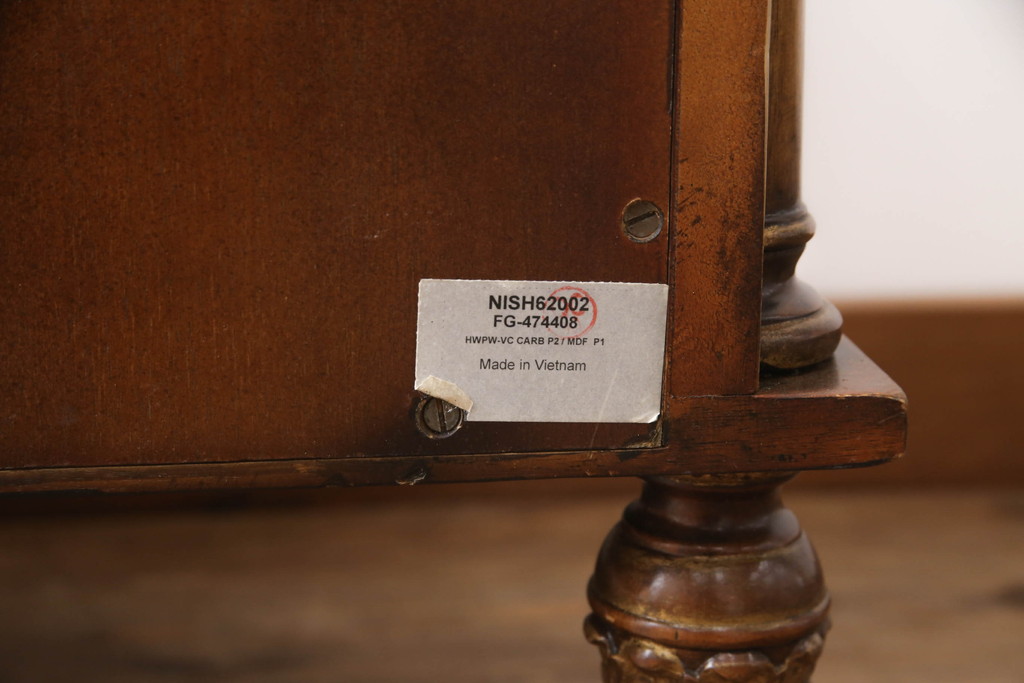 NISH62002
FG-474408
HWPW-VC CARB P2 / MDF P1
Made in Vietnam